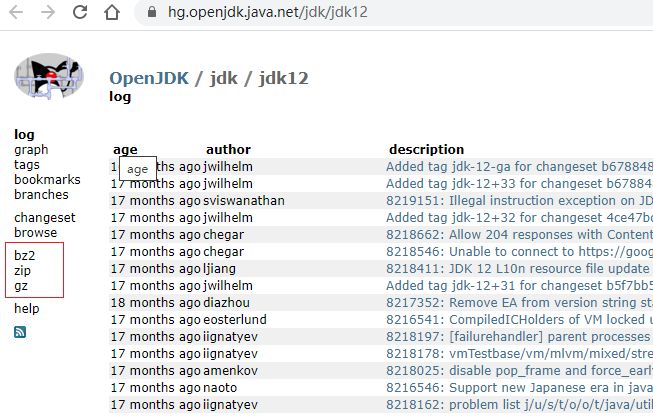 hg.openjdk.java.net/jdk/jdk12
OpenJDK / jdk / jdk12
log
log
graph
tags
bookmarks
branches
changeset
browse
bz2
zip
gz
help
age author description
age
1 months ago jwilhelm Added tag jdk-12-ga for changeset b678848
17 months ago jwilhelm Added tag jdk-12+33 for changeset b67884
17 months ago sviswanathan 8219151: Illegal instruction exception on JD
17 months ago jwilhelm Added tag jdk-12+32 for changeset 4ce47bc
17 months ago chegar 8218662: Allow 204 responses with Content
17 months ago chegar 8218546: Unable to connect to https://goog
17 months ago ljiang 8218411: JDK 12 L10n resource file update
17 months ago jwilhelm Added tag jdk-12+31 for changeset b5f7bb5
18 months ago diazhou 8217352: Remove EA from version string sta
17 months ago eosterlund 8216541: CompiledICHolders of VM locked u
17 months ago iignatyev 8218197: [failurehandler] parent processes
17 months ago iignatyev 8218178: vmTestbase/vm/mlvm/mixed/stre
17 months ago amenkov 8218025: disable pop_frame and force_early
17 months ago naoto 8216546: Support new Japanese era in java
17 months ago iignatyev 8218162: problem list j/u/s/t/o/o/t/java/util